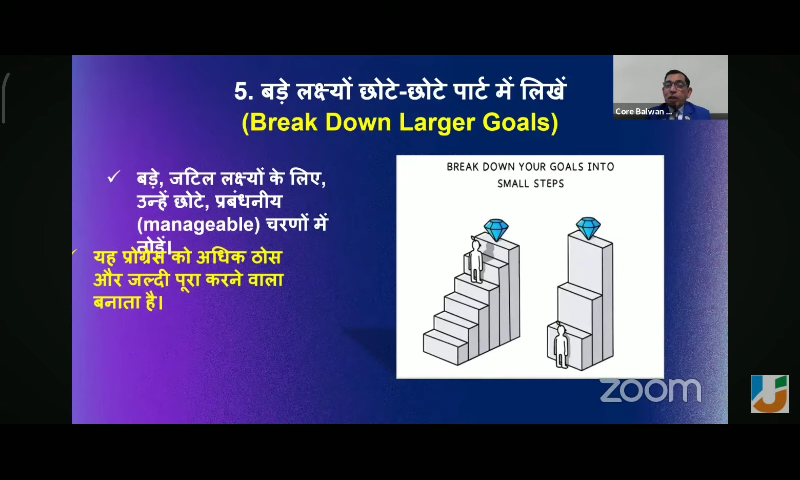 5. बड़े लक्ष्यों छोटे-छोटे पार्ट में लिखें
(Break Down Larger Goals)
Core Balwan ...
बड़े, जटिल लक्ष्यों के लिए,
उन्हें छोटे, प्रबंधनीय
(manageable) चरणों में
तोड़ें।
यह प्रोग्रेस को अधिक ठोस
और जल्दी पूरा करने वाला
बनाता है।
BREAK DOWN YOUR GOALS INTO
SMALL STEPS
zoom